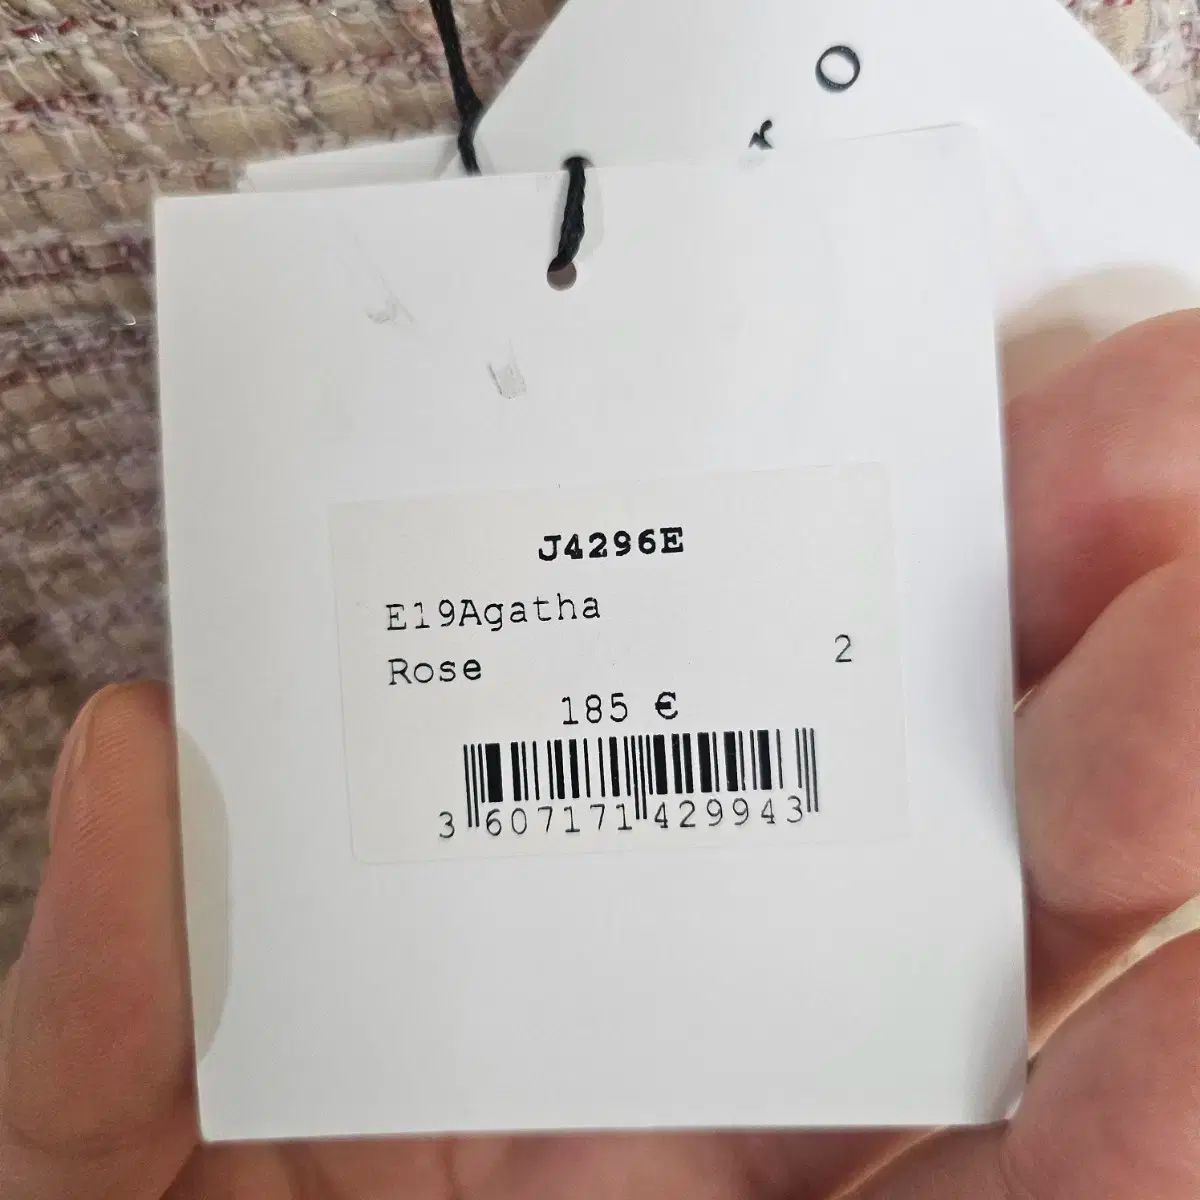 O
J4296E
E19Agatha
Rose 2
185 €
3 607171 429943